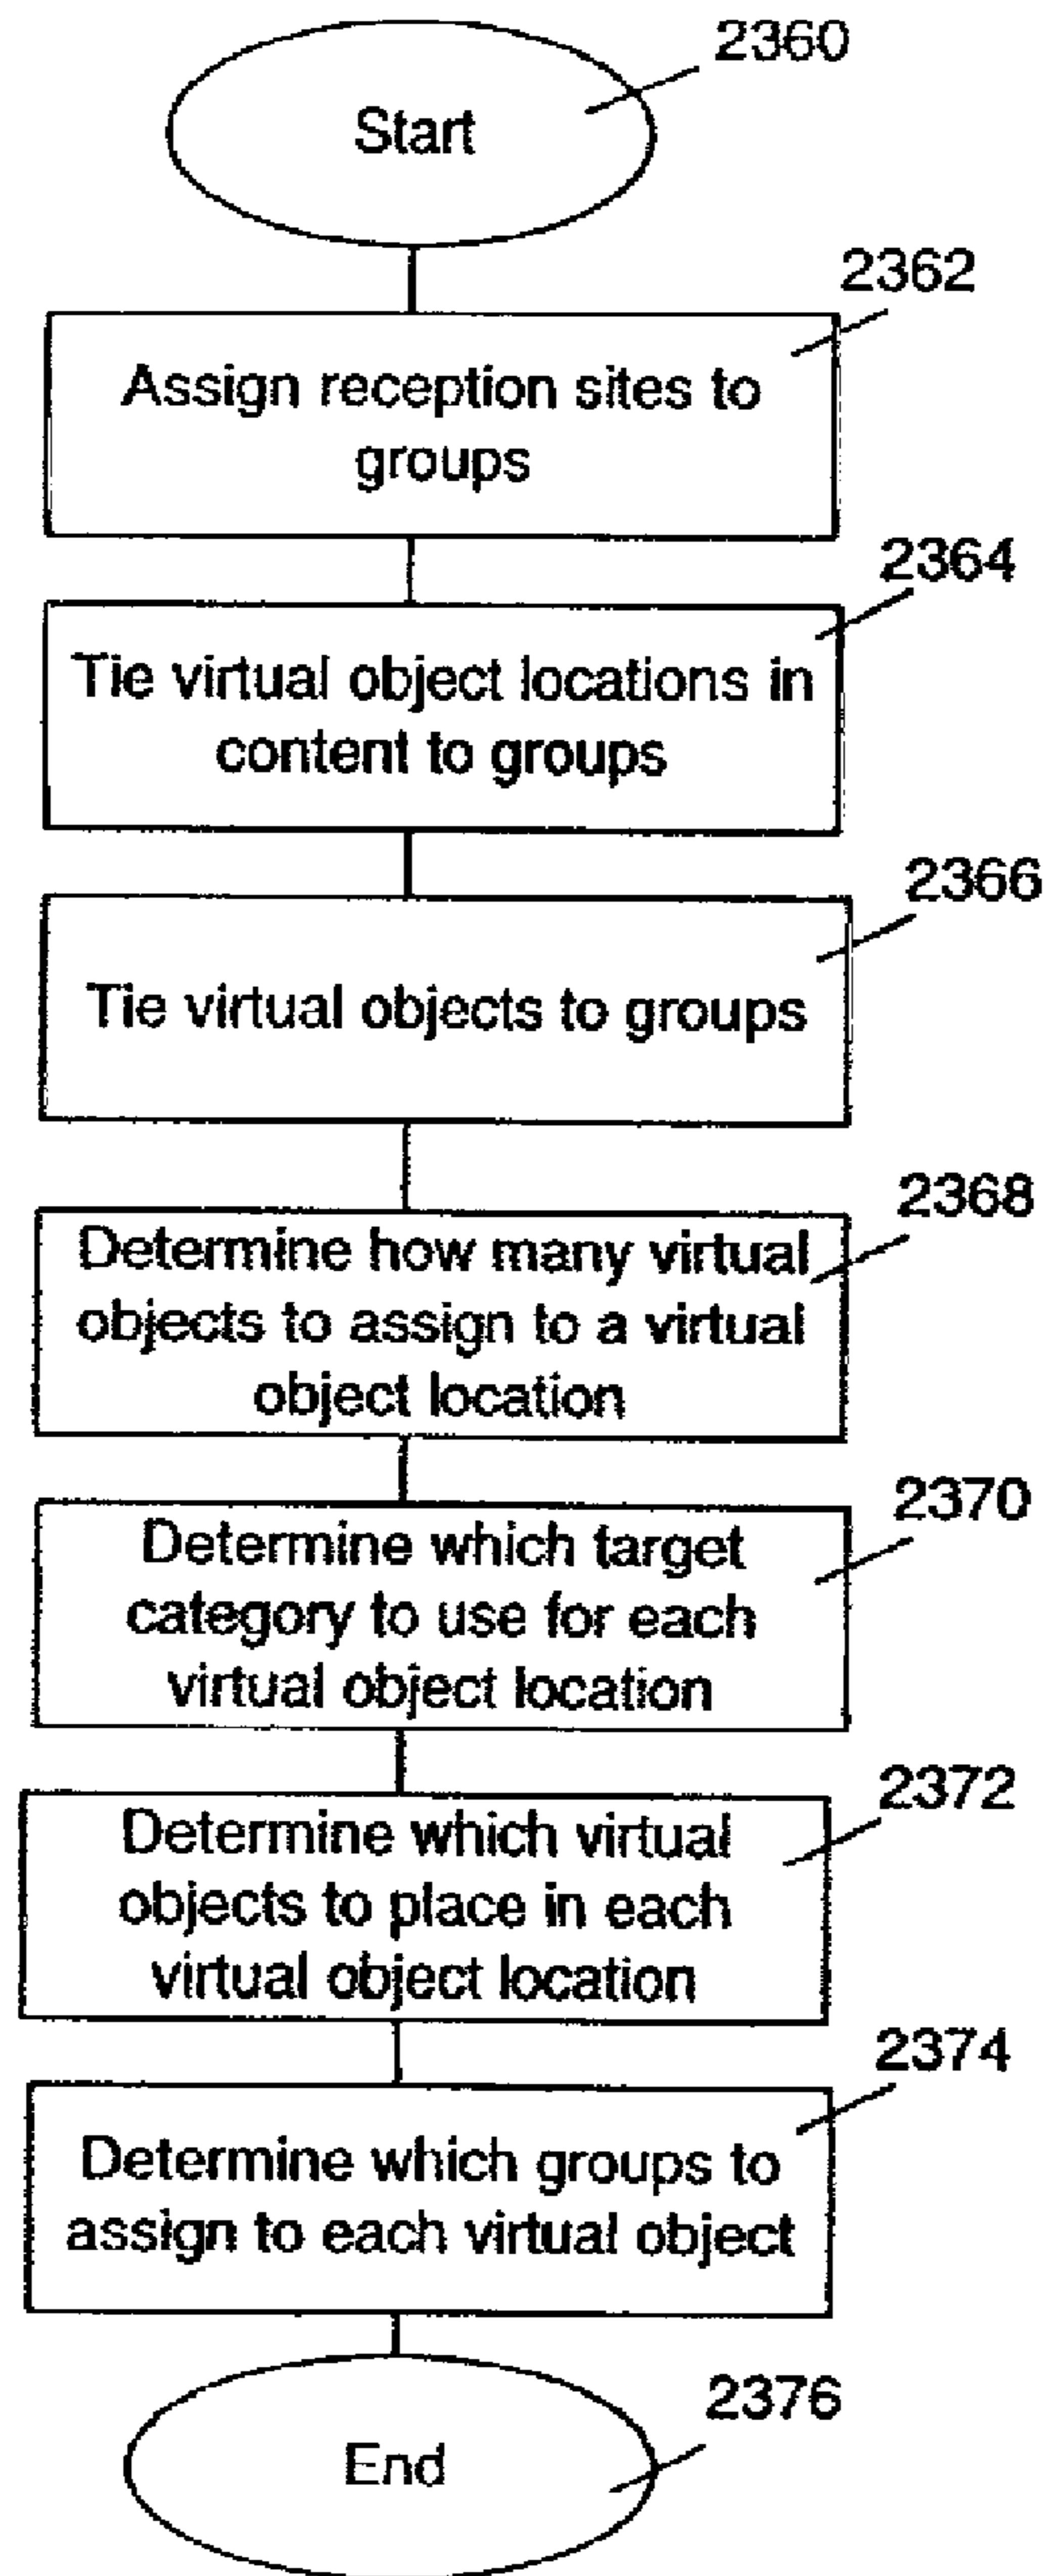 2360
Start
2362
Assign reception sites to
groups
2364
Tie virtual object locations in
content to groups
2366
Tie virtual objects to groups
2368
Determine how many virtual
objects to assign to a virtual
object location
2370
Determine which target
category to use for each
virtual object location
2372
Determine which virtual
objects to place in each
virtual object location
2374
Determine which groups to
assign to each virtual object
2376
End